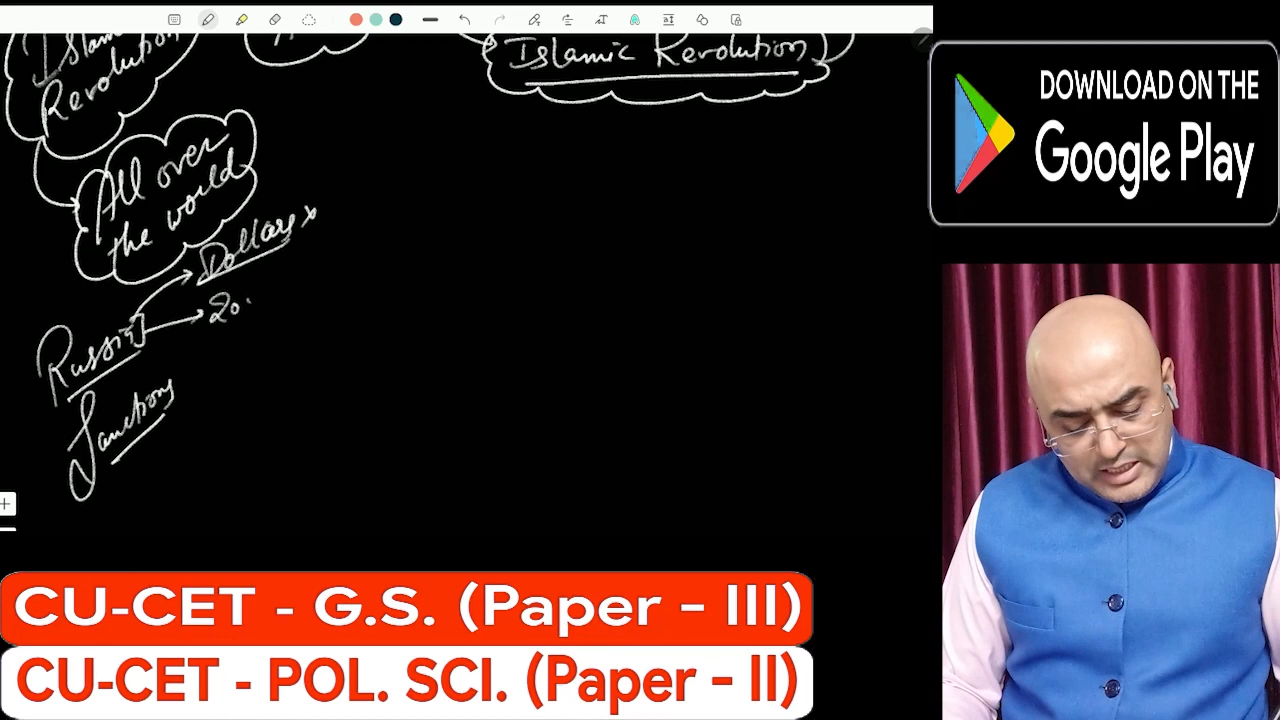 Islamic
Revolution
Islamic Revolution
All over
the world
Dollars x
Russia
20
Sanctions
DOWNLOAD ON THE
Google Play
CU-CET - G.S. (Paper - III)
CU-CET - POL. SCI. (Paper - II)